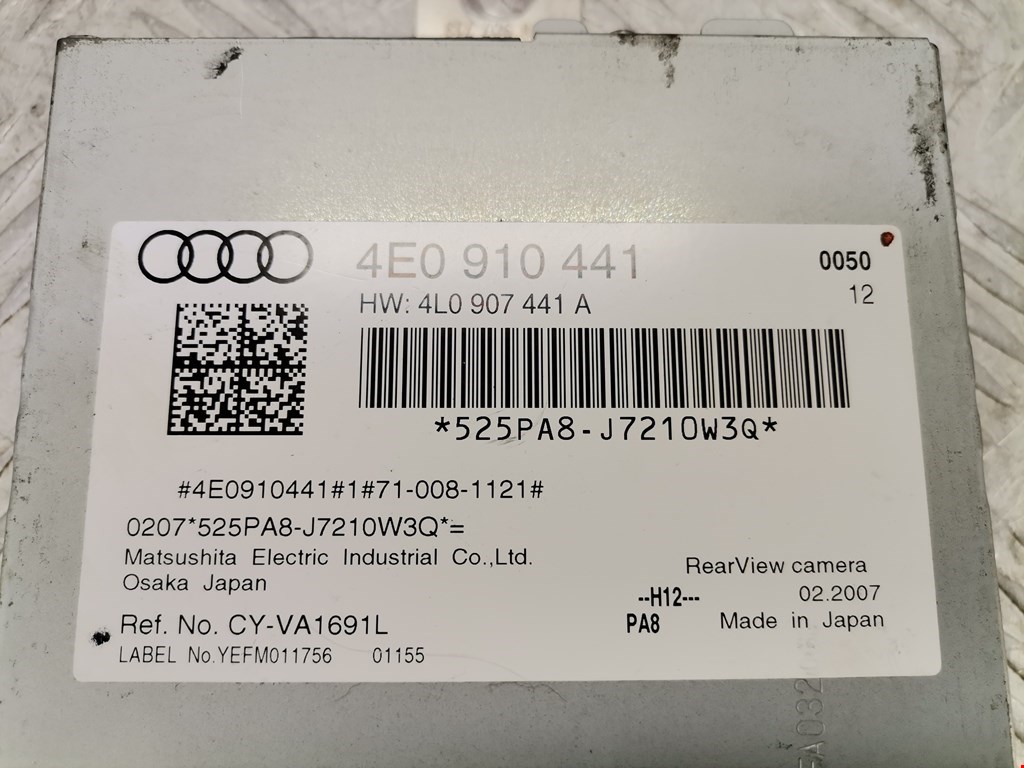 4E0 910 441
0050
HW: 4L0 907 441 A
12
*525PA8-J7210W3Q*
#4E0910441#1#71-008-1121#
0207*525PA8-J7210W3Q*=
Matsushita Electric Industrial Co.,Ltd.
Osaka Japan
RearView camera
--H12---
02.2007
Ref. No. CY-VA1691L
PA8
Made in Japan
LABEL No.YEFM011756 01155